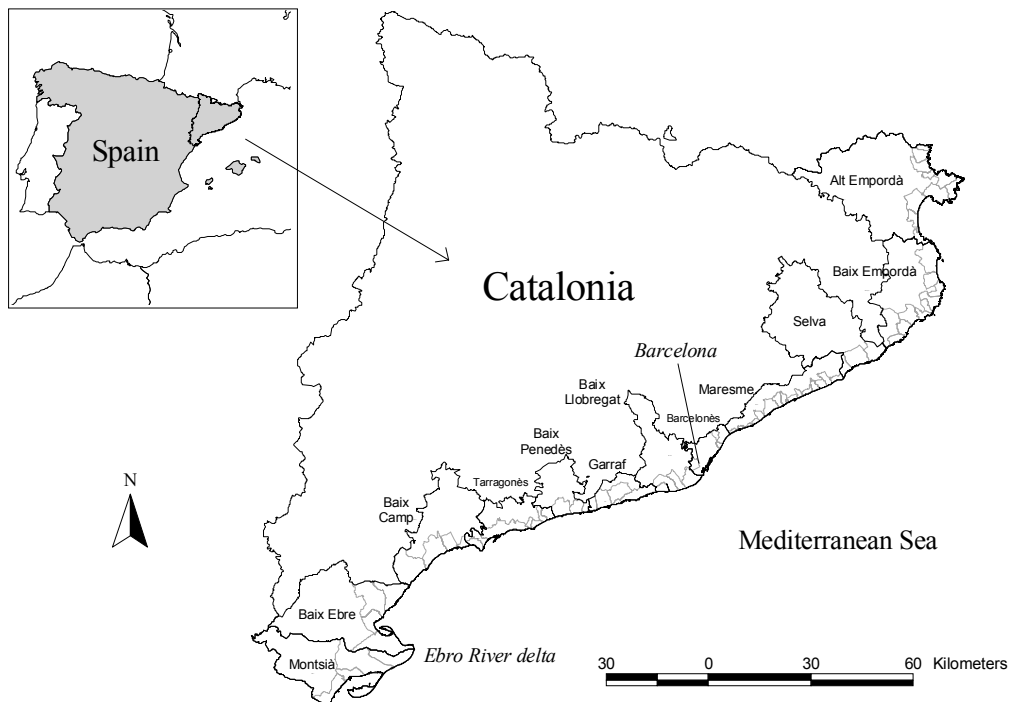 Spain
Catalonia
Alt Empordà
Baix Empordà
Selva
Barcelona
Maresme
Baix
Llobregat
Barcelonès
Baix
Penedès
Garraf
Tarragonès
Baix
Camp
N
Mediterranean Sea
Baix Ebre
Montsià
Ebro River delta
30 0 30 60 Kilometers